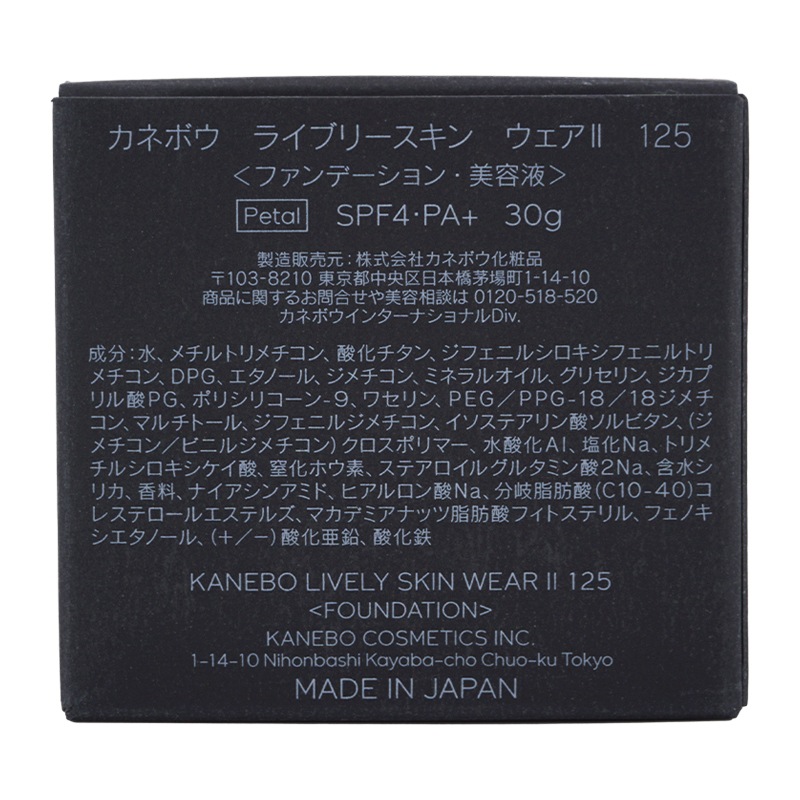 カネボウ ライブリースキン ウェアII 125
<ファンデーション・美容液>
Petal SPF4・PA+ 30g
製造販売元:株式会社カネボウ化粧品
〒103-8210 東京都中央区日本橋茅場町1-14-10
商品に関するお問合せや美容相談は 0120-518-520
カネボウインターナショナルDiv.
成分:水、メチルトリメチコン、酸化チタン、ジフェニルシロキシフェニルトリ
メチコン、DPG、エタノール、ジメチコン、ミネラルオイル、グリセリン、ジカプ
リル酸PG、ポリシリコーン-9、ワセリン、PEG/PPG-18/18ジメチ
コン、マルチトール、ジフェニルジメチコン、イソステアリン酸ソルビタン、(ジ
メチコン/ビニルジメチコン)クロスポリマー、水酸化Al、塩化Na、トリメ
チルシロキシケイ酸、窒化ホウ素、ステアロイルグルタミン酸2Na、含水シ
リカ、香料、ナイアシンアミド、ヒアルロン酸Na、分岐脂肪酸(C10-40)コ
レステロールエステルズ、マカデミアナッツ脂肪酸フィトステリル、フェノキ
シエタノール、(+/-)酸化亜鉛、酸化鉄
KANEBO LIVELY SKIN WEAR II 125
<FOUNDATION>
KANEBO COSMETICS INC.
1-14-10 Nihonbashi Kayaba-cho Chuo-ku Tokyo
MADE IN JAPAN